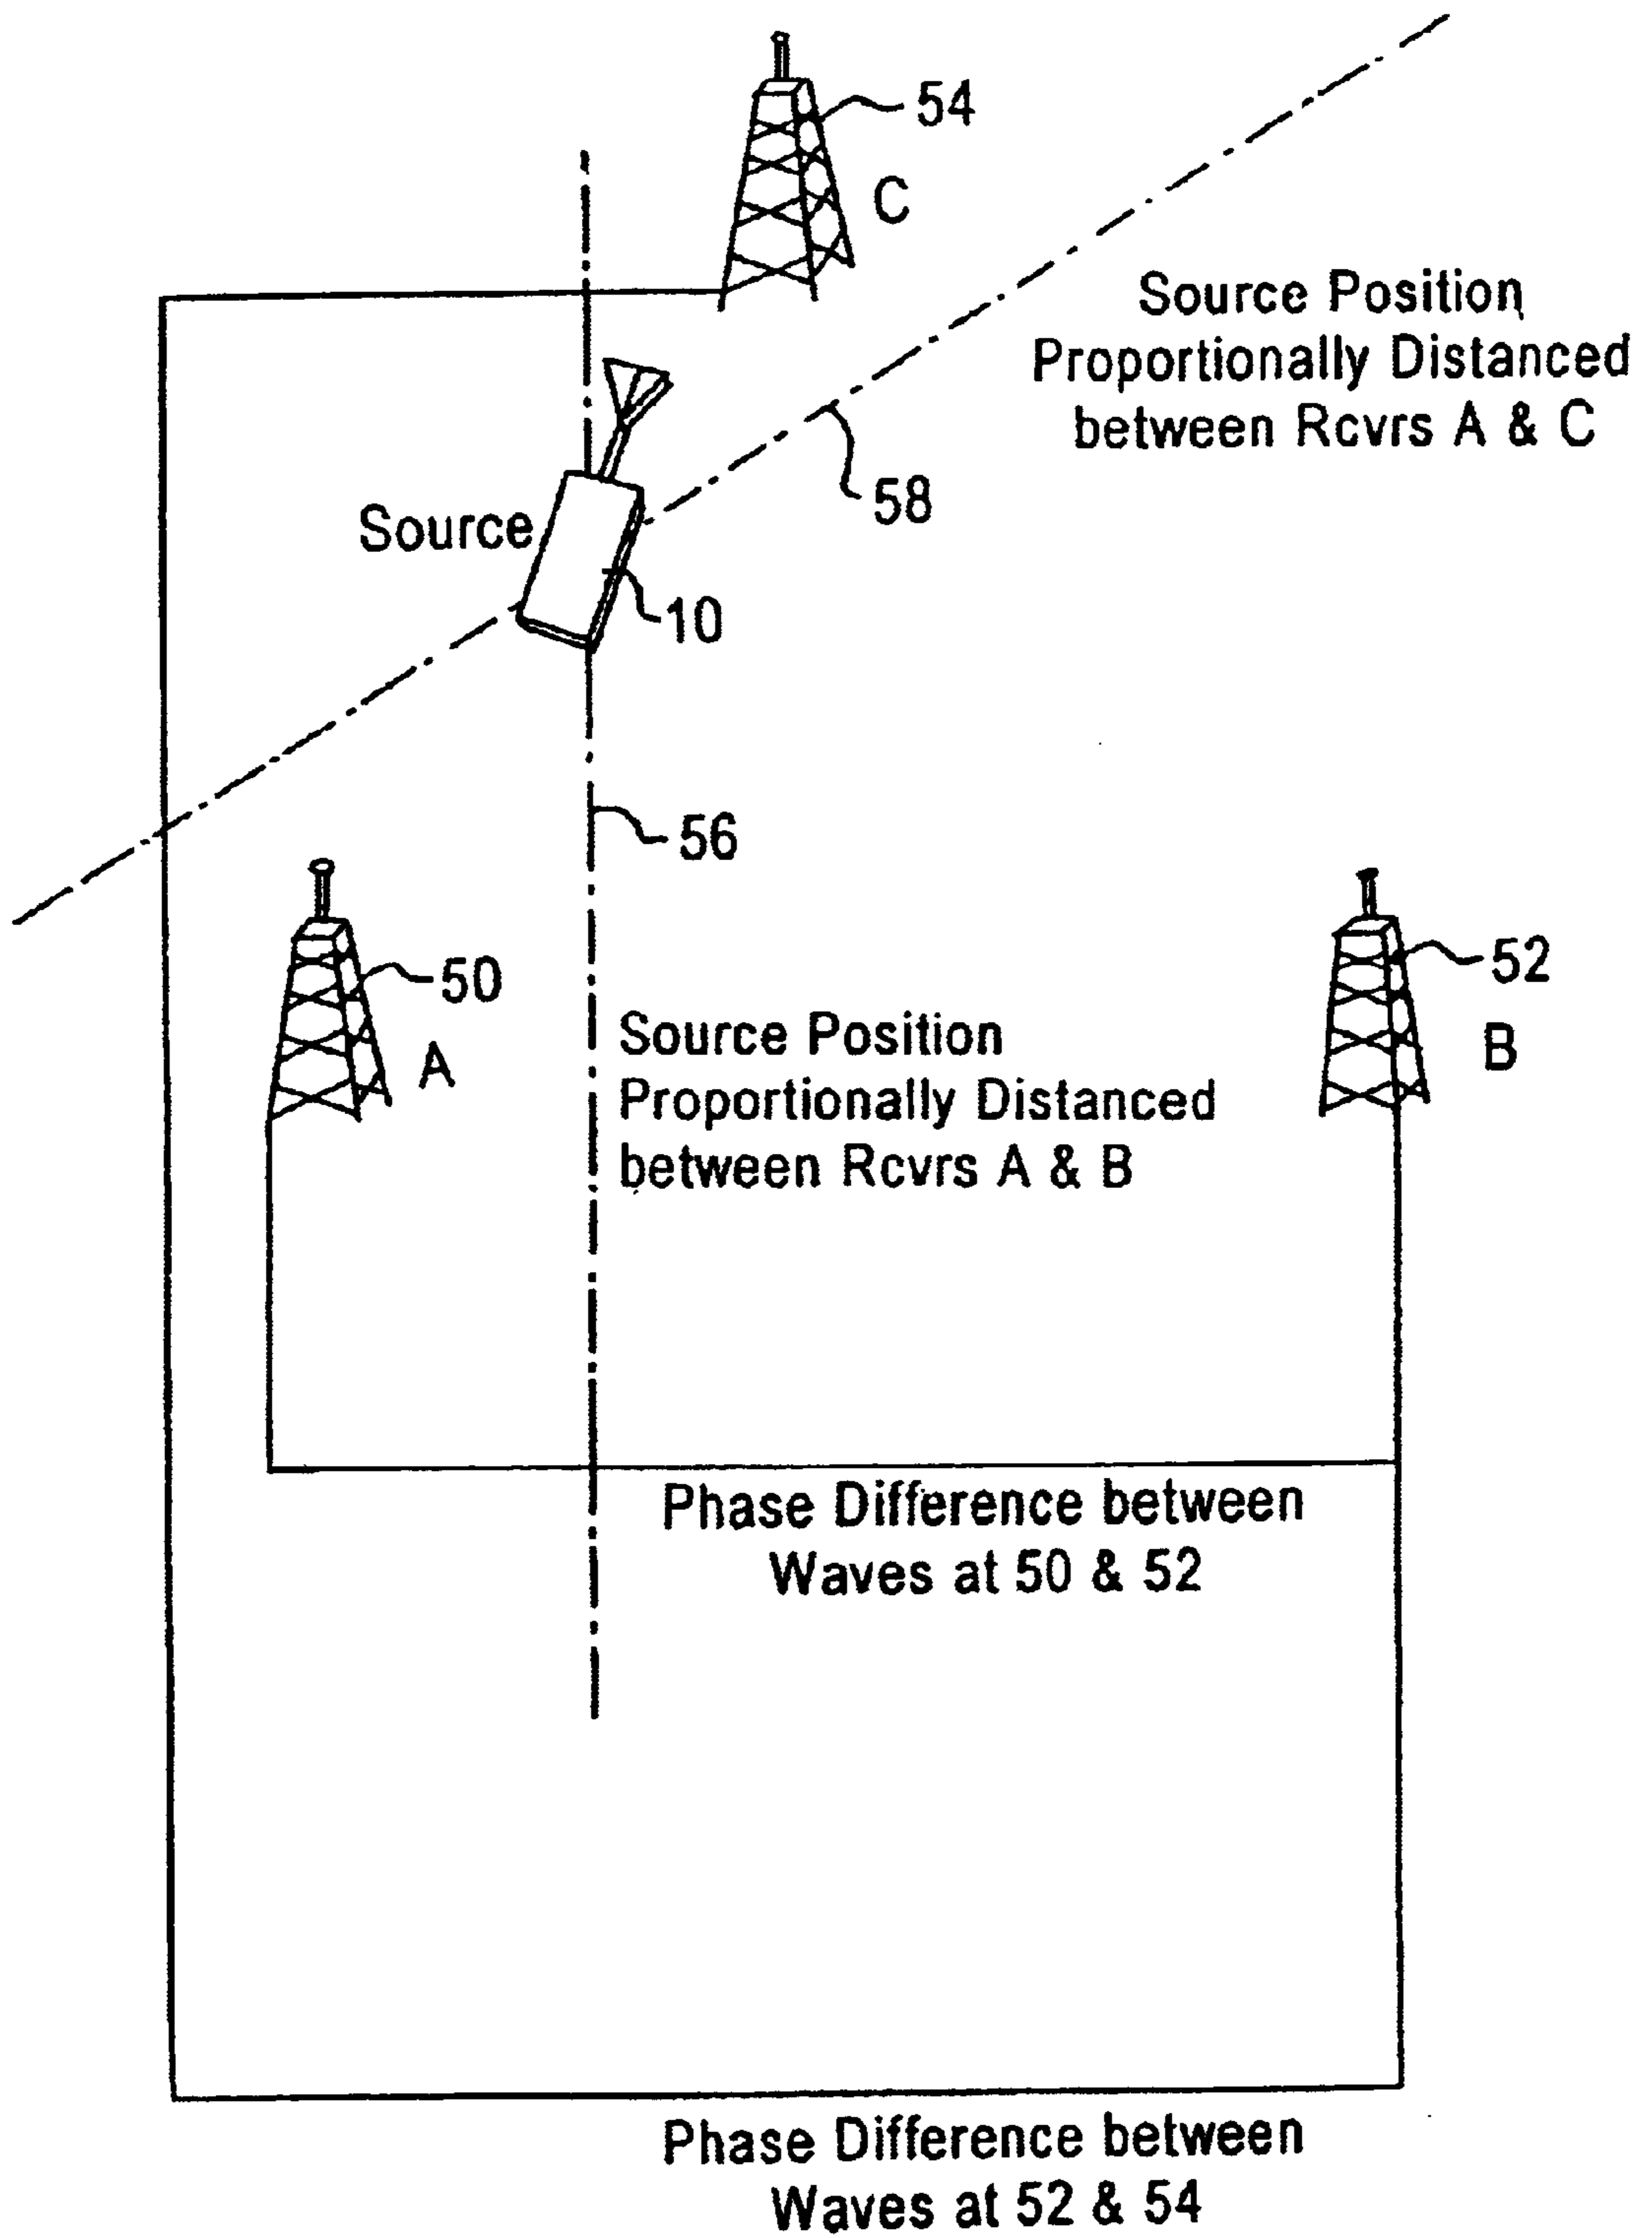 54
C
Source Position
Proportionally Distanced
between Rcvrs A & C
58
Source
10
56
50
A
52
B
Source Position
Proportionally Distanced
between Rcvrs A & B
Phase Difference between
Waves at 50 & 52
Phase Difference between
Waves at 52 & 54